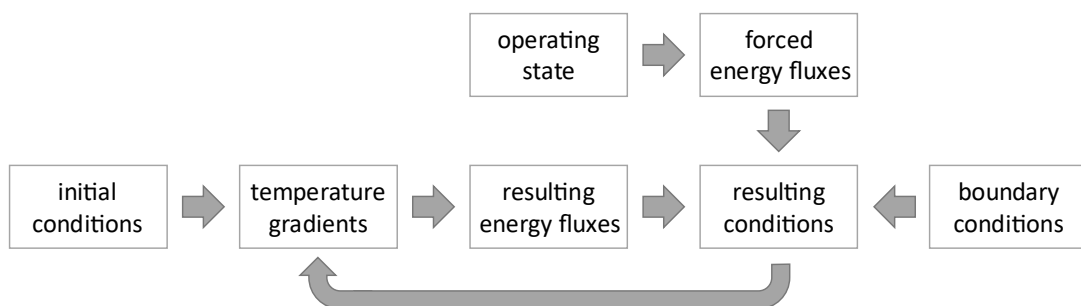 operating
state
forced
energy fluxes
initial
conditions
temperature
gradients
resulting
energy fluxes
resulting
conditions
boundary
conditions